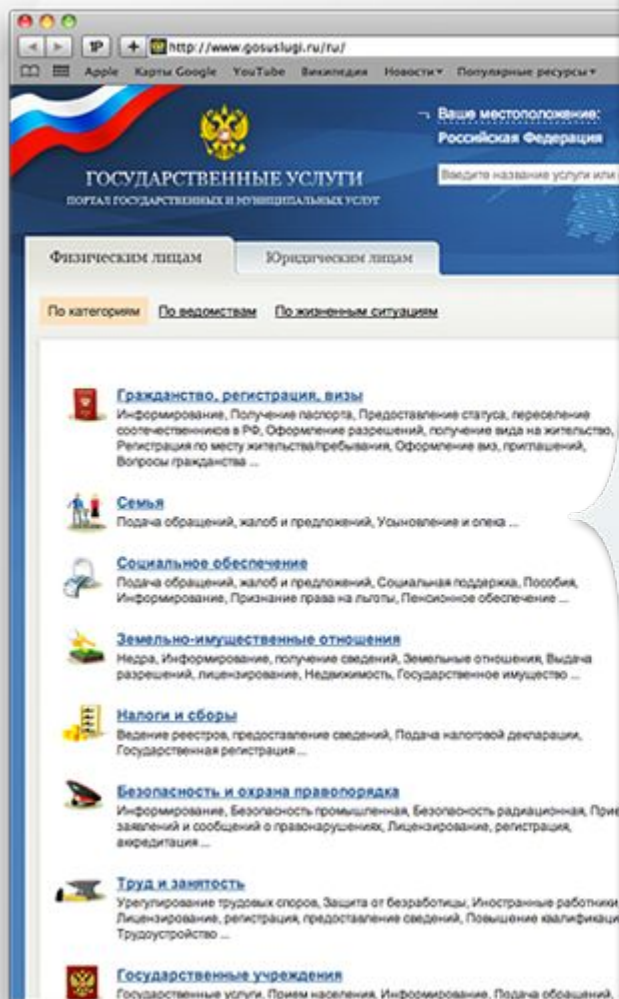 1P + http://www.gosuslugi.ru/ru/
Apple Карты Google YouTube Википедия Новости Популярные ресурсы
Ваше местоположение:
Российская Федерация
ГОСУДАРСТВЕННЫЕ УСЛУГИ
ПОРТАЛ ГОСУДАРСТВЕННЫХ И МУНИЦИПАЛЬНЫХ УСЛУГ
Введите название услуги или
Физическим лицам Юридическим лицам
По категориям По ведомствам По жизненным ситуациям
Гражданство, регистрация, визы
Информирование, Получение паспорта, Предоставление статуса, переселение
соотечественников в РФ, Оформление разрешений, получение вида на жительство,
Регистрация по месту жительства/пребывания, Оформление виз, приглашений,
Вопросы гражданства ...
Семья
Подача обращений, жалоб и предложений, Усыновление и опека ...
Социальное обеспечение
Подача обращений, жалоб и предложений, Социальная поддержка, Пособия,
Информирование, Признание права на льготы, Пенсионное обеспечение ...
Земельно-имущественные отношения
Недра, Информирование, получение сведений, Земельные отношения, Выдача
разрешений, лицензирование, Недвижимость, Государственное имущество ...
Налоги и сборы
Ведение реестров, предоставление сведений, Подача налоговой декларации,
Государственная регистрация ...
Безопасность и охрана правопорядка
Информирование, Безопасность промышленная, Безопасность радиационная, Прие
заявлений и сообщений о правонарушениях, Лицензирование, регистрация,
аккредитация ...
Труд и занятость
Урегулирование трудовых споров, Защита от безработицы, Иностранные работники
Лицензирование, регистрация, предоставление сведений, Повышение квалификаци
Трудоустройство ...
Государственные учреждения
Государственные услуги, Прием населения, Информирование, Подача обращений,